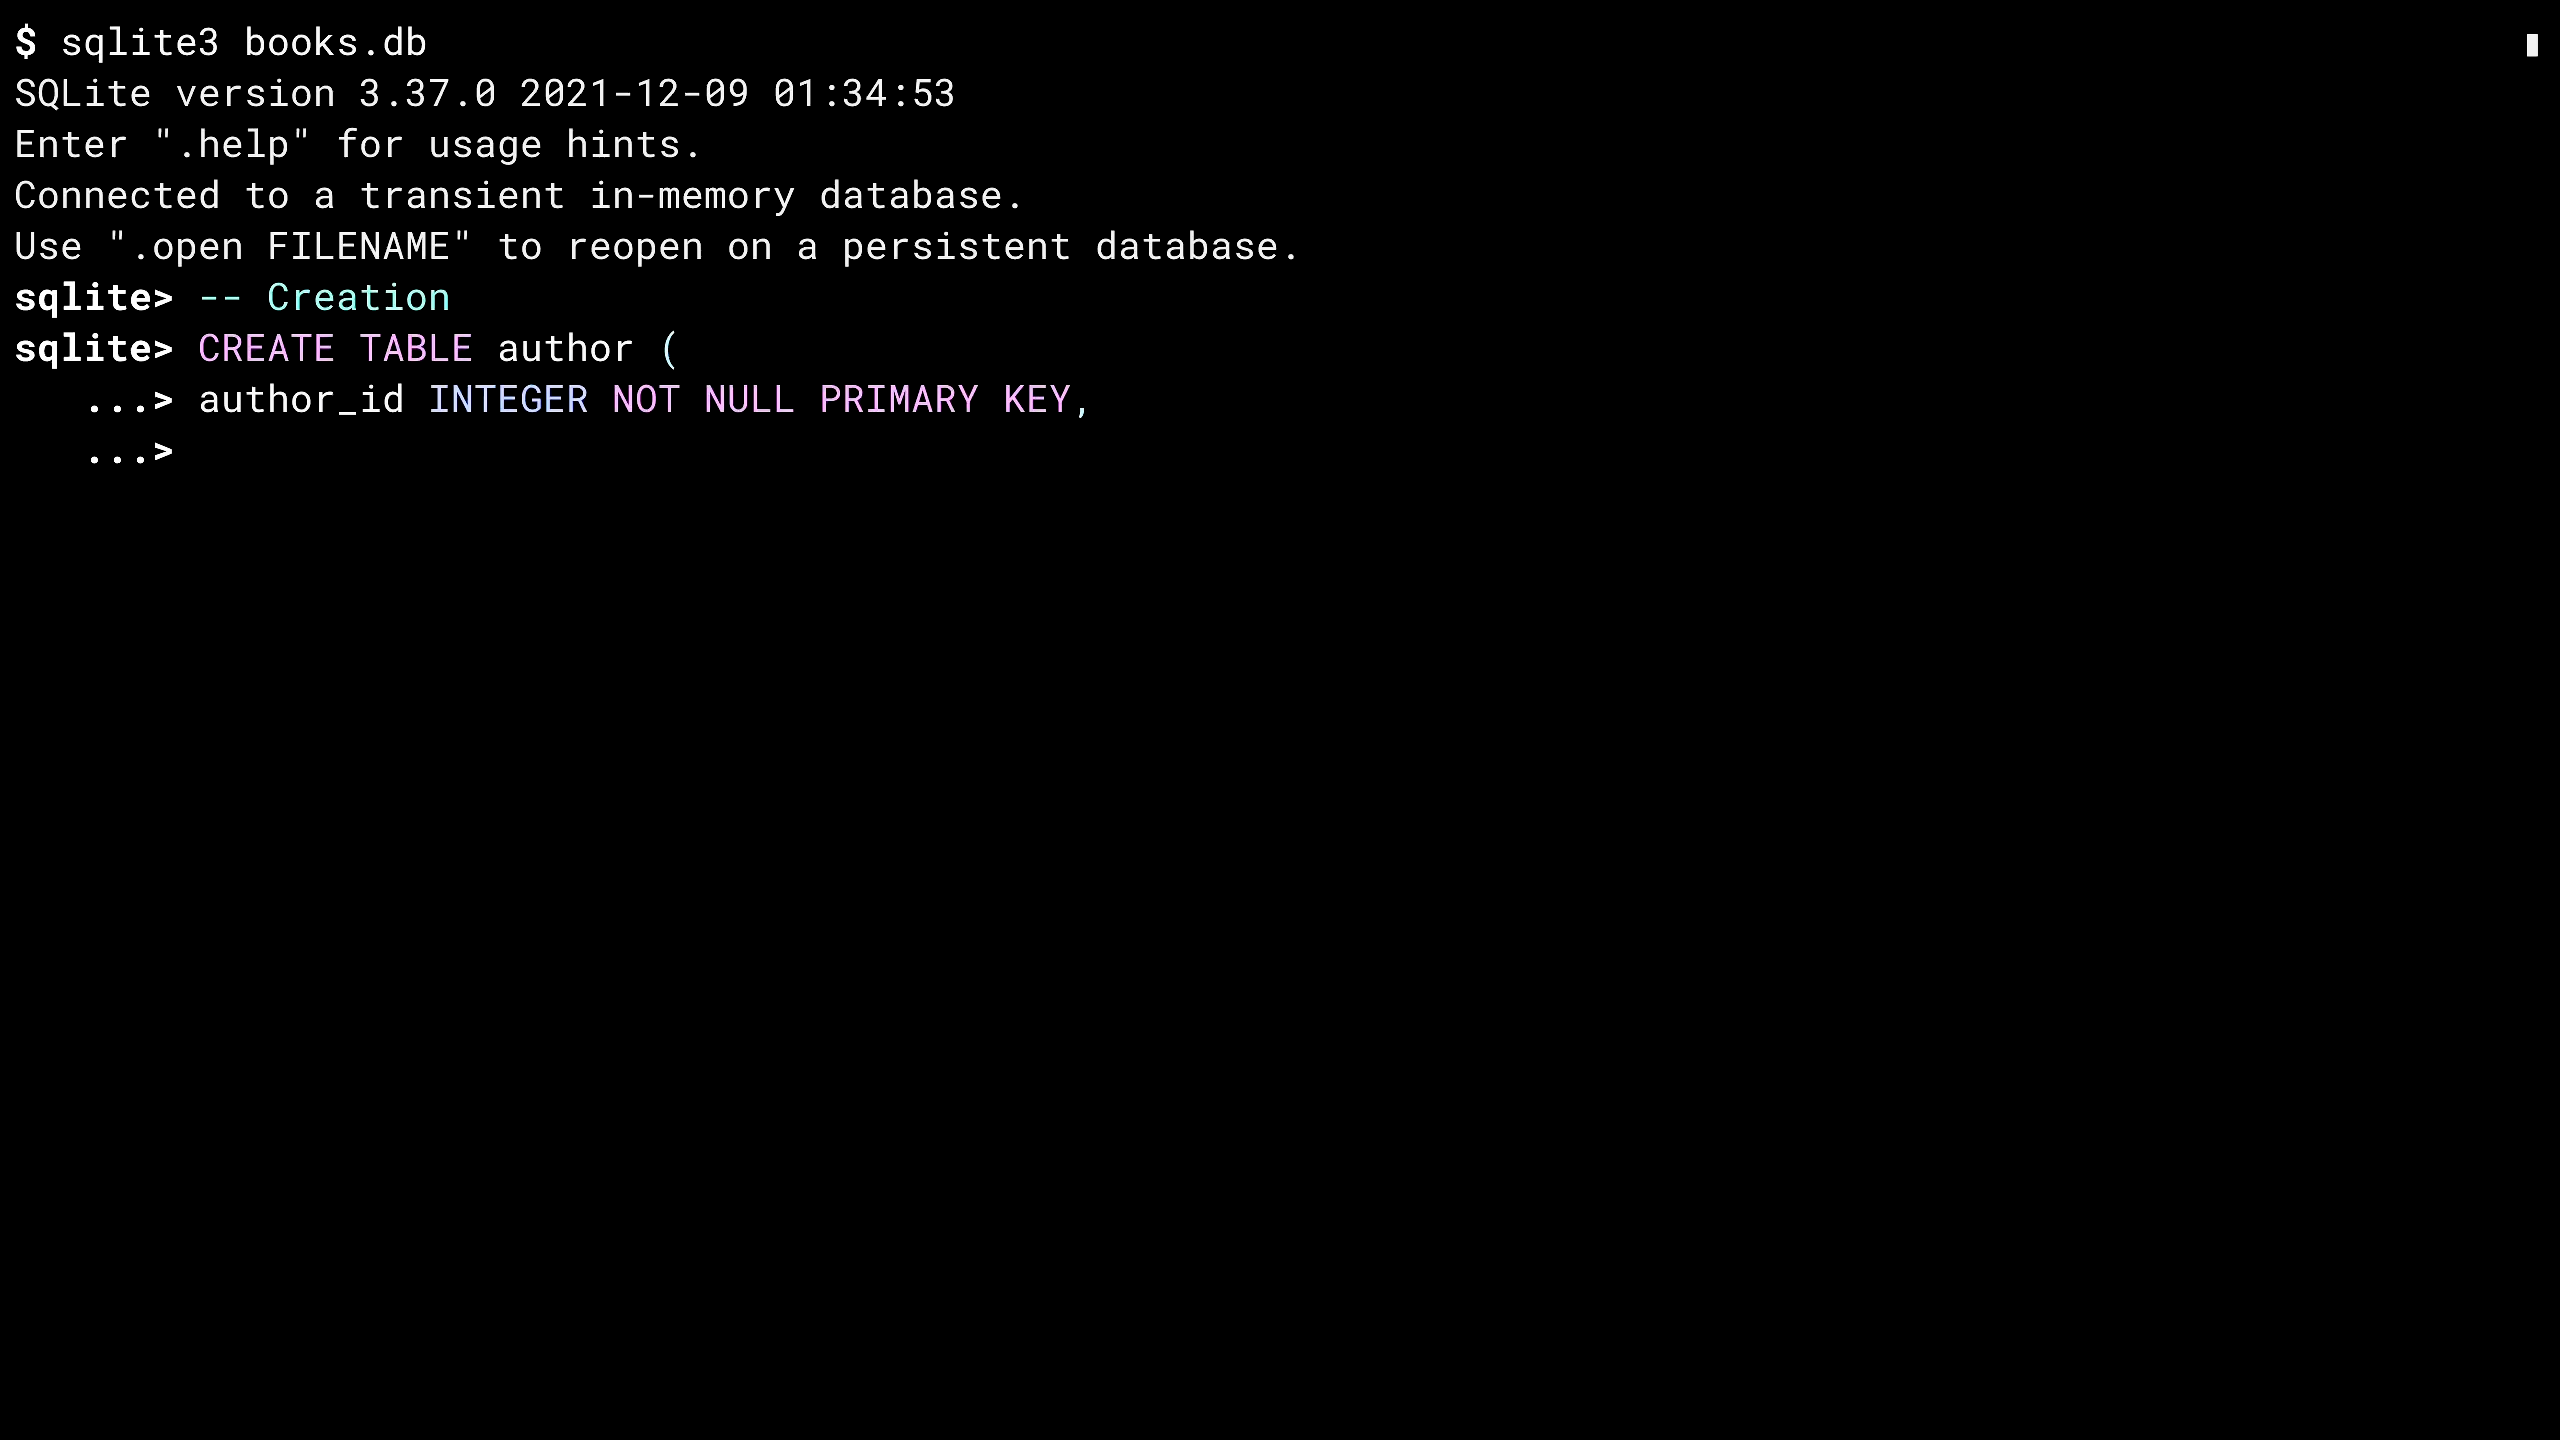 $ sqlite3 books.db
SQLite version 3.37.0 2021-12-09 01:34:53
Enter ".help" for usage hints.
Connected to a transient in-memory database.
Use ".open FILENAME" to reopen on a persistent database.
sqlite> -- Creation
sqlite> CREATE TABLE author (
   ...> author_id INTEGER NOT NULL PRIMARY KEY,
   ...>